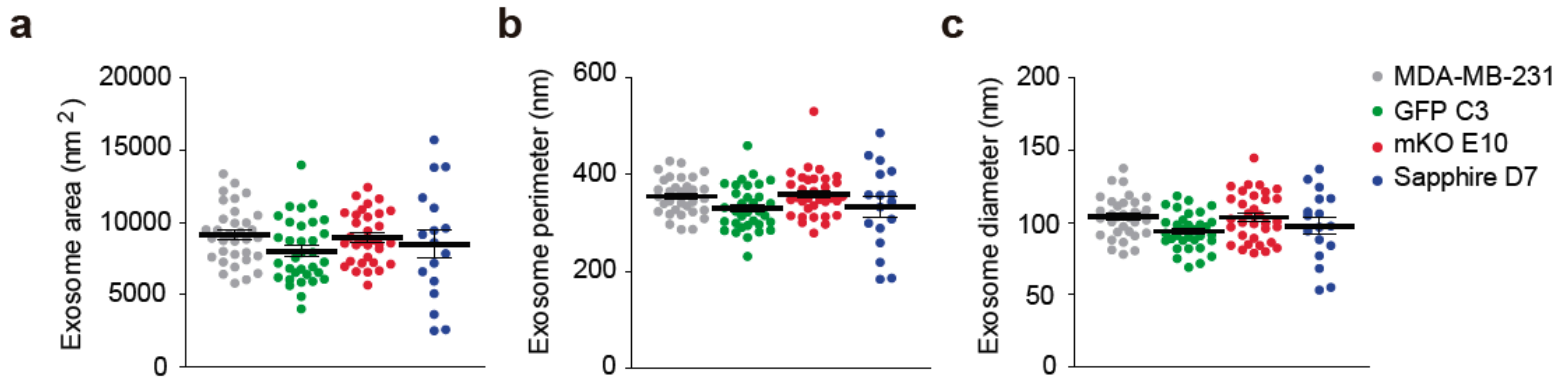 a
b
c
Exosome area (nm 2)
20000
15000
10000
5000
0
Exosome perimeter (nm)
600
400
200
0
Exosome diameter (nm)
200
150
100
50
0
MDA-MB-231
GFP C3
mKO E10
Sapphire D7